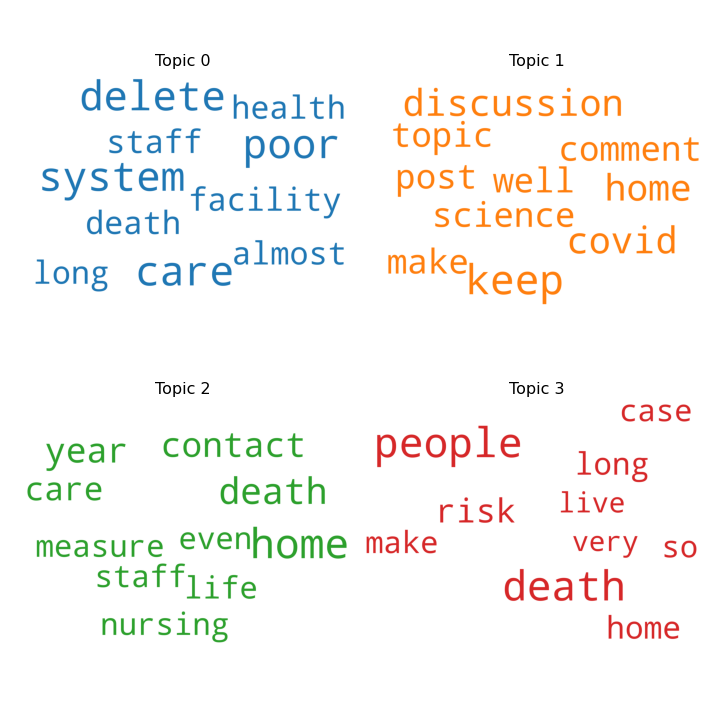 Topic 0
delete
health
staff
poor
system
facility
death
almost
long
care
Topic 1
discussion
topic
comment
post
well
home
science
covid
make
keep
Topic 2
year
contact
care
death
measure
even
home
staff
life
nursing
Topic 3
case
people
long
live
risk
make
very
so
death
home